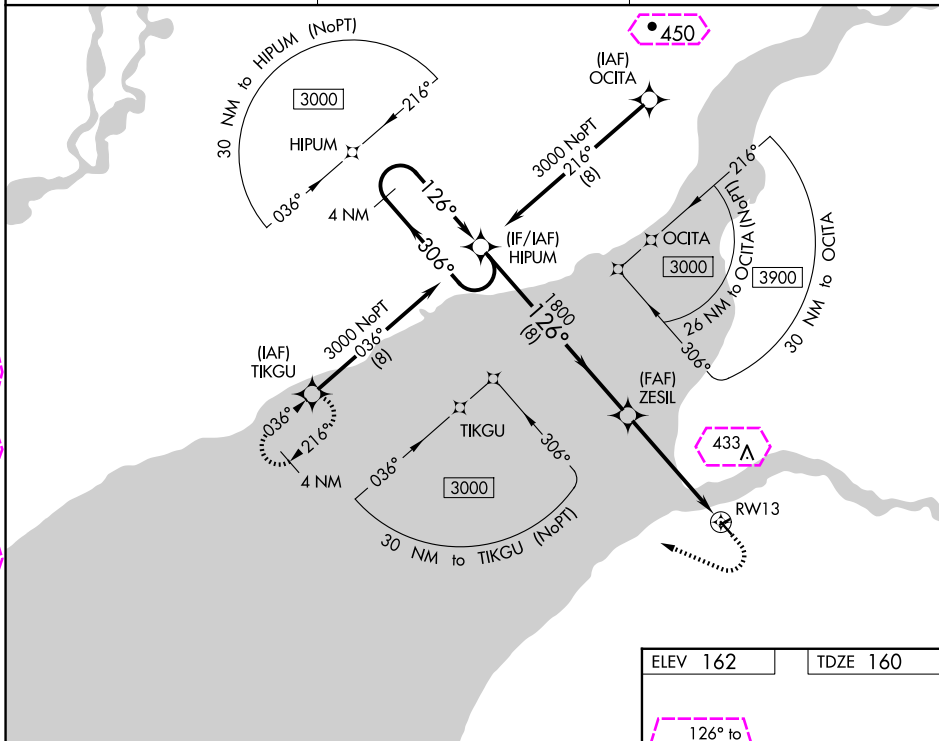 30 NM to HIPUM (NoPT)
3000
216°
HIPUM
036°
450
(IAF)
OCITA
3000 NoPT
216°
(8)
4 NM
126°
306°
(IF/IAF)
HIPUM
216°
OCITA
3000
26 NM to OCITA (NoPT)
3900
30 NM to OCITA
306°
1800
126°
(8)
3000 NoPT
036°
(8)
(IAF)
TIKGU
036°
216°
4 NM
TIKGU
036°
306°
3000
30 NM to TIKGU (NoPT)
(FAF)
ZESIL
433
RW13
ELEV 162
TDZE 160
126° to